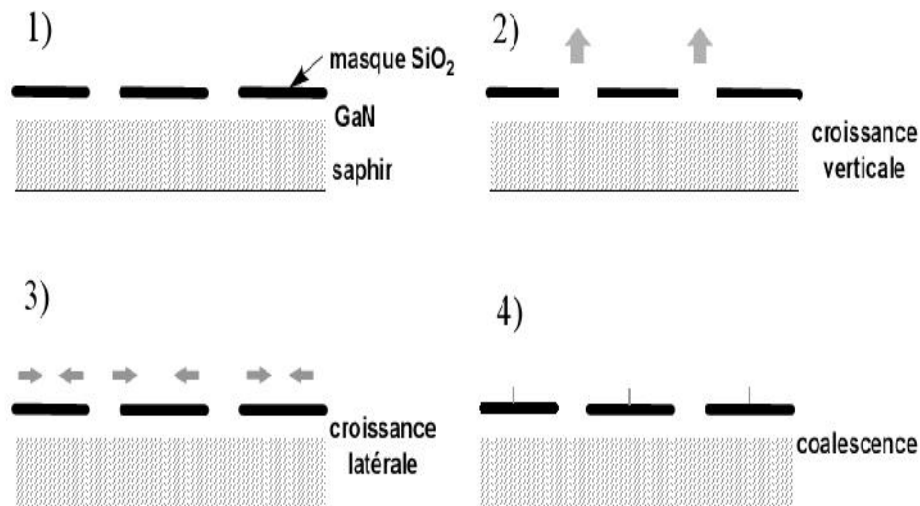 1)
masque SiO₂
GaN
saphir
2)
croissance
verticale
3)
croissance
latérale
4)
coalescence